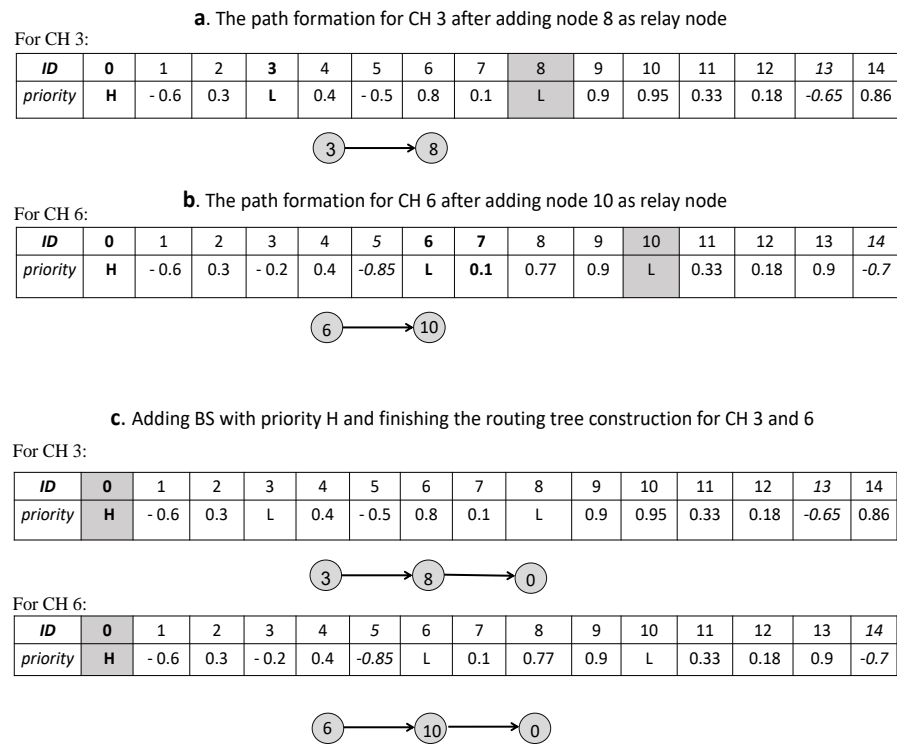 a. The path formation for CH 3 after adding node 8 as relay node
For CH 3:
ID 0 1 2 3 4 5 6 7 8 9 10 11 12 13 14
priority H - 0.6 0.3 L 0.4 - 0.5 0.8 0.1 L 0.9 0.95 0.33 0.18 -0.65 0.86
3 8
b. The path formation for CH 6 after adding node 10 as relay node
For CH 6:
ID 0 1 2 3 4 5 6 7 8 9 10 11 12 13 14
priority H - 0.6 0.3 - 0.2 0.4 -0.85 L 0.1 0.77 0.9 L 0.33 0.18 0.9 -0.7
6 10
c. Adding BS with priority H and finishing the routing tree construction for CH 3 and 6
For CH 3:
ID 0 1 2 3 4 5 6 7 8 9 10 11 12 13 14
priority H - 0.6 0.3 L 0.4 - 0.5 0.8 0.1 L 0.9 0.95 0.33 0.18 -0.65 0.86
3 8 0
For CH 6:
ID 0 1 2 3 4 5 6 7 8 9 10 11 12 13 14
priority H - 0.6 0.3 - 0.2 0.4 -0.85 L 0.1 0.77 0.9 L 0.33 0.18 0.9 -0.7
6 10 0